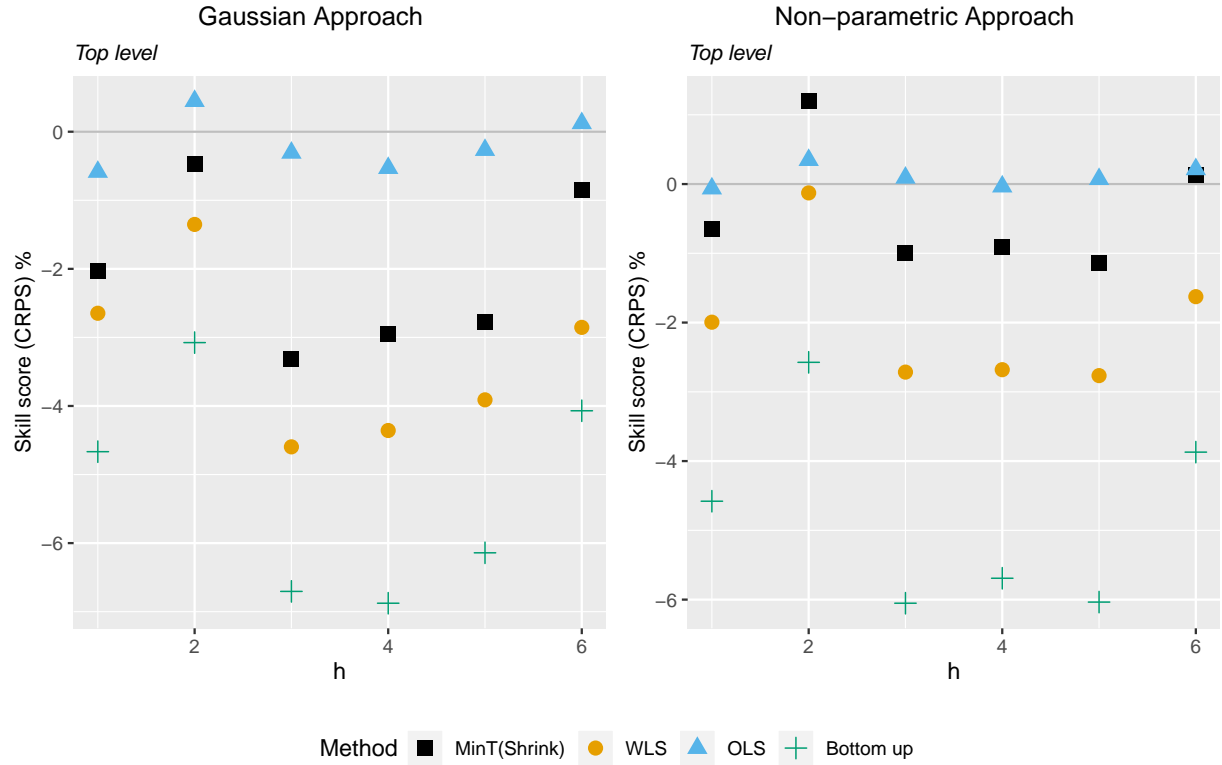 Gaussian Approach
Top level
0
−2
−4
−6
Skill score (CRPS) %
2
4
6
h
Non−parametric Approach
Top level
0
−2
−4
−6
Skill score (CRPS) %
2
4
6
h
Method MinT(Shrink) WLS OLS Bottom up